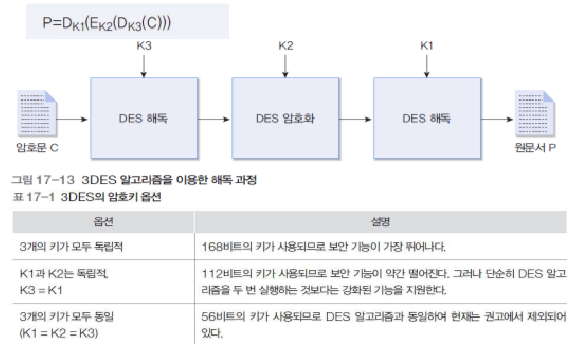 P=DK1(EK2(DK3(C)))
K3 K2 K1
DES 해독 DES 암호화 DES 해독
암호문 C 원문서 P
그림 17-13 3DES 알고리즘을 이용한 해독 과정
표 17-1 3DES의 암호키 옵션
옵션 설명
3개의 키가 모두 독립적 168비트의 키가 사용되므로 보안 기능이 가장 뛰어나다.
K1과 K2는 독립적, 112비트의 키가 사용되므로 보안 기능이 약간 떨어진다. 그러나 단순히 DES 알고
K3 = K1 리즘을 두 번 실행하는 것보다는 강화된 기능을 지원한다.
3개의 키가 모두 동일 56비트의 키가 사용되므로 DES 알고리즘과 동일하여 현재는 권고에서 제외되어
(K1 = K2 = K3) 있다.